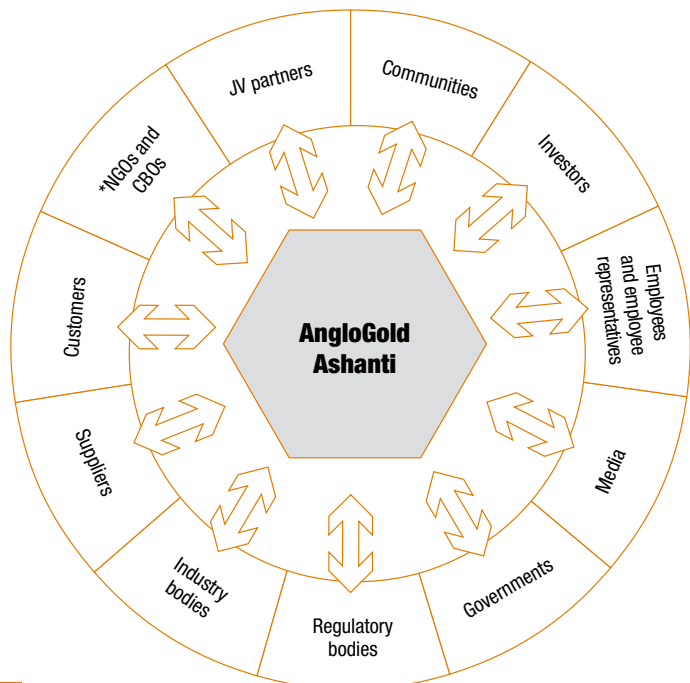 JV partners
Communities
Investors
Employees
and employee
representatives
Media
Governments
Regulatory
bodies
Industry
bodies
Suppliers
Customers
*NGOs and
CBOs
AngloGold
Ashanti